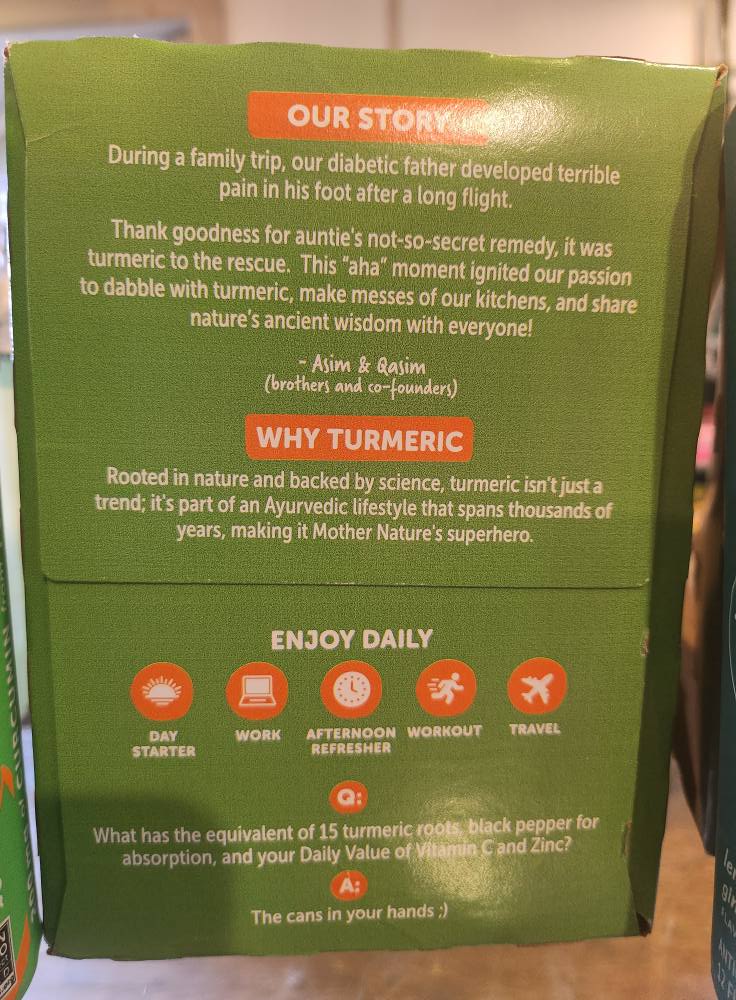 OUR STORY
During a family trip, our diabetic father developed terrible
pain in his foot after a long flight.
Thank goodness for auntie's not-so-secret remedy, it was
turmeric to the rescue. This "aha" moment ignited our passion
to dabble with turmeric, make messes of our kitchens, and share
nature's ancient wisdom with everyone!
- Asim & Qasim
(brothers and co-founders)
WHY TURMERIC
Rooted in nature and backed by science, turmeric isn't just a
trend; it's part of an Ayurvedic lifestyle that spans thousands of
years, making it Mother Nature's superhero.
ENJOY DAILY
DAY
STARTER
WORK
AFTERNOON
REFRESHER
WORKOUT
TRAVEL
Q:
What has the equivalent of 15 turmeric roots, black pepper for
absorption, and your Daily Value of Vitamin C and Zinc?
A:
The cans in your hands ;)